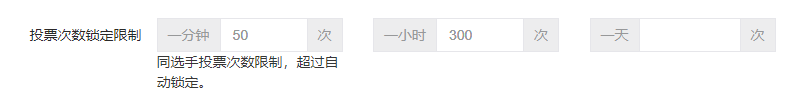 投票次数锁定限制 一分钟 50 次 一小时 300 次 一天 次
同选手投票次数限制，超过自
动锁定。